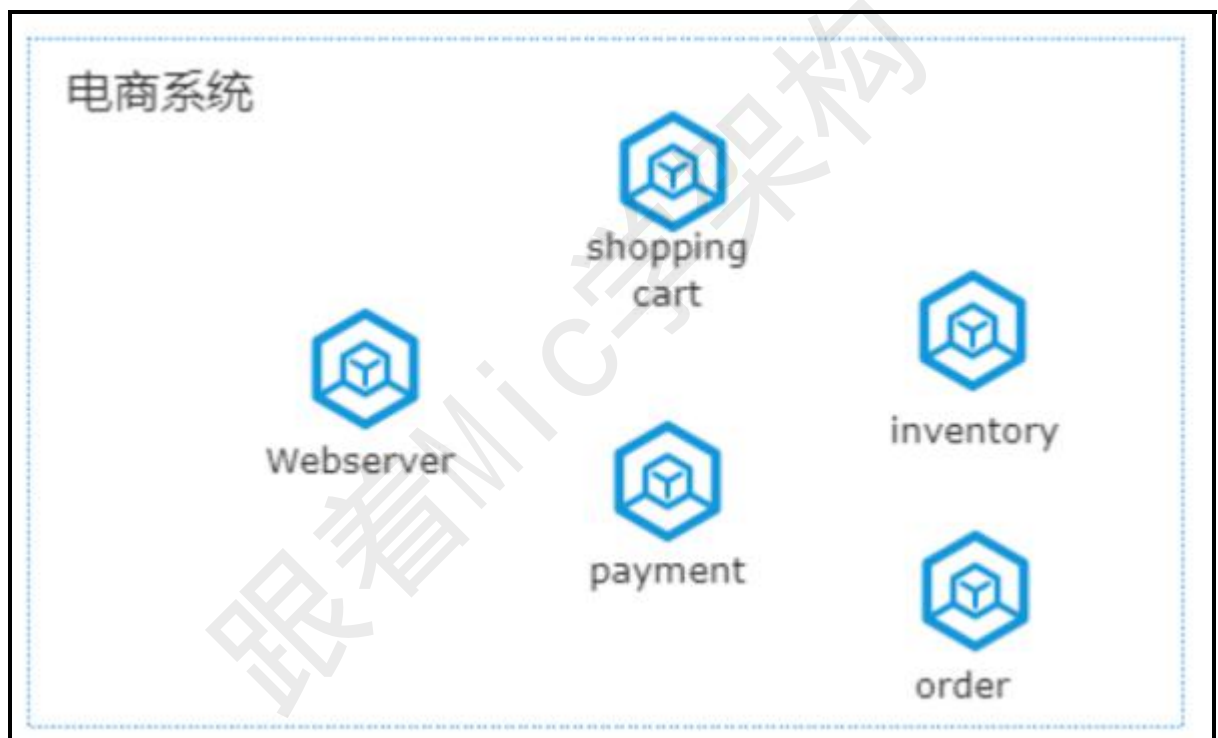 电商系统
shopping
cart
Webserver
inventory
payment
order
跟着Mic学架构